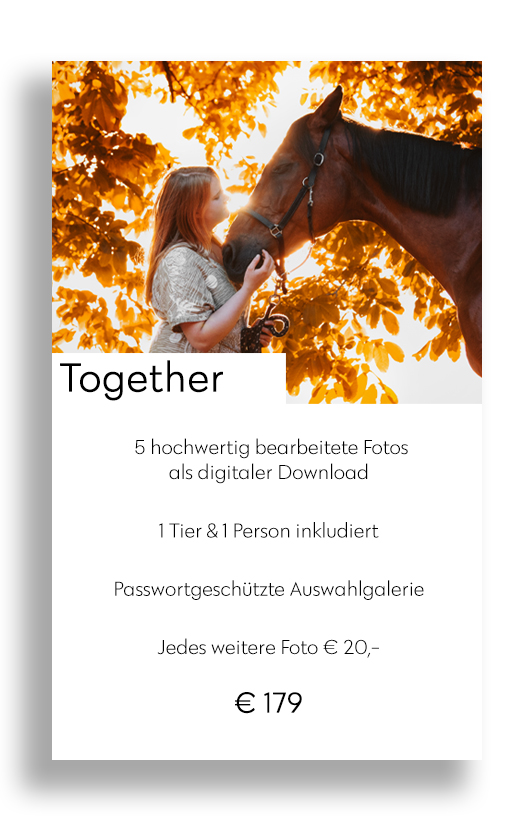 Together
5 hochwertig bearbeitete Fotos
als digitaler Download
1 Tier & 1 Person inkludiert
Passwortgeschützte Auswahlgalerie
Jedes weitere Foto € 20,–
€ 179